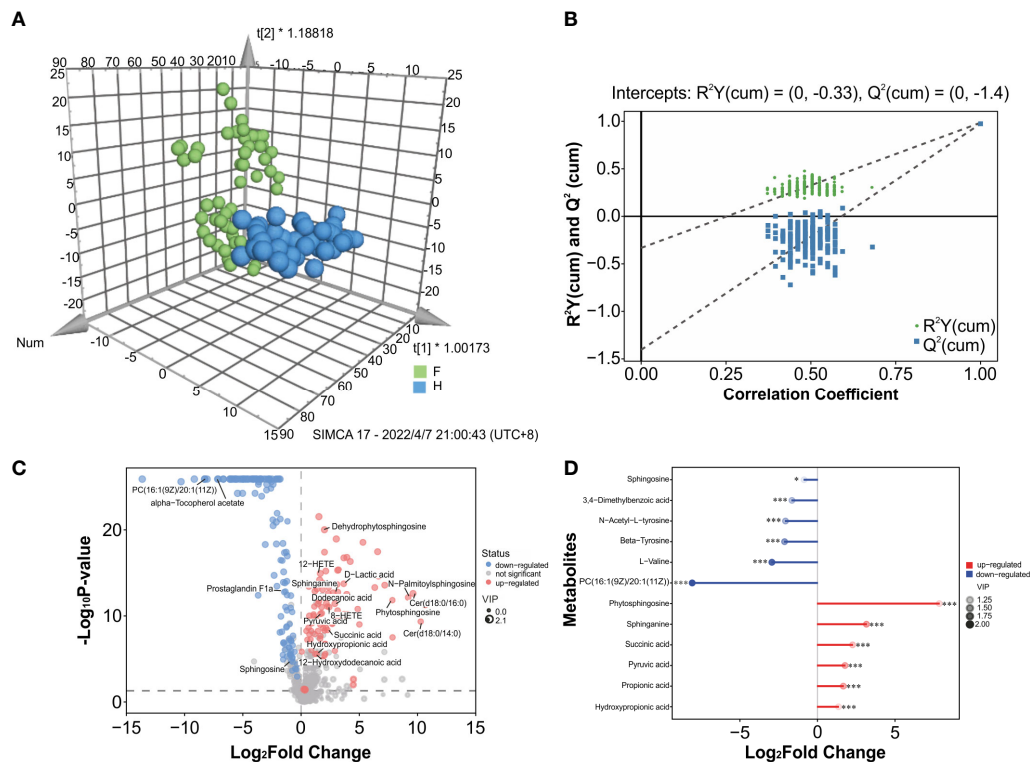 A
t[2] * 1.18818
90 80 70 60 50 40 30 2010 -10 -5 0 5 10
25
20
15
10
5
0
-5
-10
-15
-20
25
20
15
10
5
0
-5
-10
-15
-20
Num
-10
-5
0
5
10
1590
80
70
60
50
40
30
20
10
t[1] * 1.00173
F
H
SIMCA 17 - 2022/4/7 21:00:43 (UTC+8)
B
Intercepts: R²Y(cum) = (0, -0.33), Q²(cum) = (0, -1.4)
R²Y(cum) and Q² (cum)
1.0
0.5
0.0
−0.5
−1.0
−1.5
R²Y(cum)
Q²(cum)
0.00 0.25 0.50 0.75 1.00
Correlation Coefficient
C
-Log₁₀P-value
20
10
0
PC(16:1(9Z)/20:1(11Z))
alpha−Tocopherol acetate
Dehydrophytosphingosine
12−HETE
D−Lactic acid
Sphinganine
N−Palmitoylsphingosine
Prostaglandin F1a
Dodecanoic acid
Cer(d18:0/16:0)
8−HETE
Phytosphingosine
Pyruvic acid
Succinic acid
Cer(d18:0/14:0)
Hydroxypropionic acid
Sphingosine
12−Hydroxydodecanoic acid
−15 −10 −5 0 5 10 15
Log₂Fold Change
Status
down−regulated
not significant
up−regulated
VIP
0.0
2.1
D
Metabolites
Sphingosine *
3,4−Dimethylbenzoic acid ***
N−Acetyl−L−tyrosine ***
Beta−Tyrosine ***
L−Valine ***
PC(16:1(9Z)/20:1(11Z)) ***
Phytosphingosine ***
Sphinganine ***
Succinic acid ***
Pyruvic acid ***
Propionic acid ***
Hydroxypropionic acid ***
−5 0 5
Log₂Fold Change
up−regulated
down−regulated
VIP
1.25
1.50
1.75
2.00